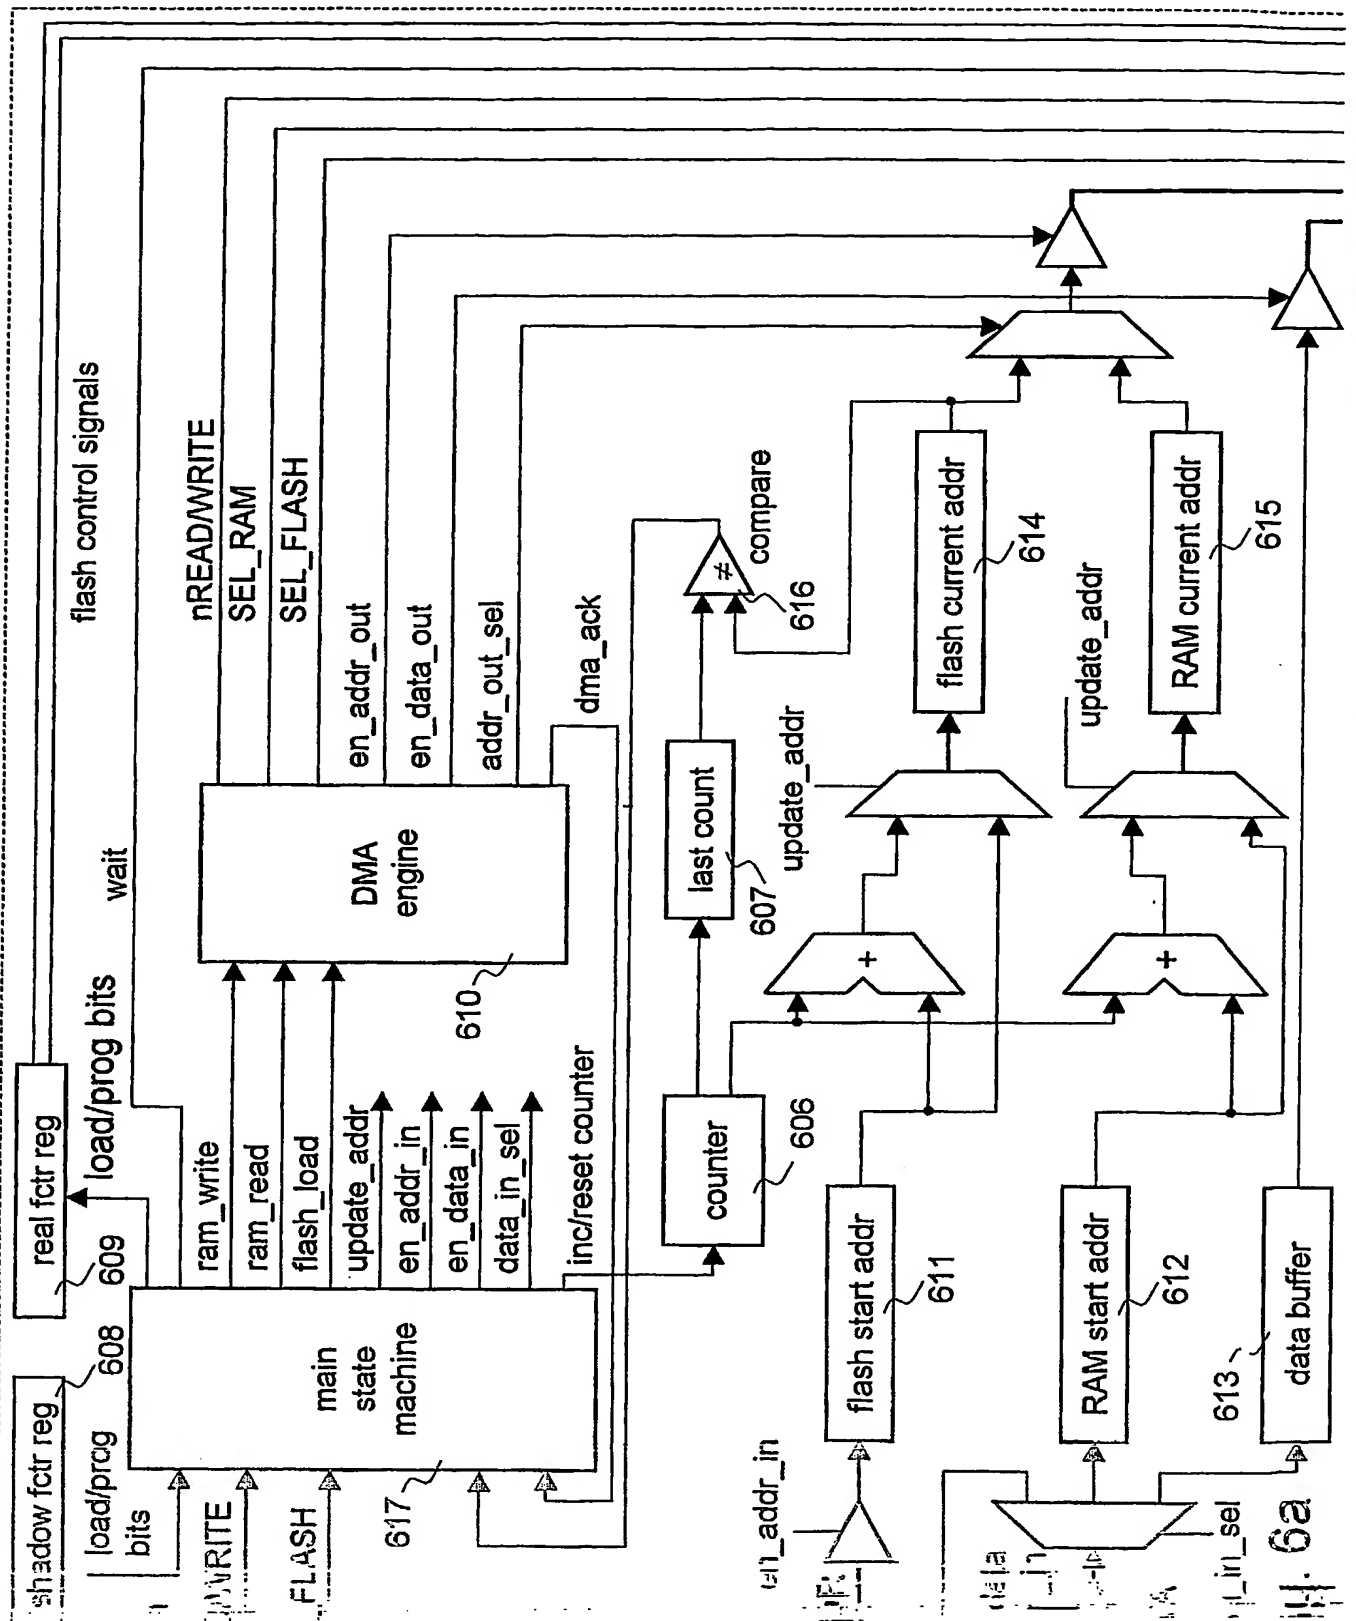 shadow fctr reg
608
real fctr reg
609
load/prog bits
wait
flash control signals
load/prog
bits
617
main
state
machine
ram_write
ram_read
flash_load
update_addr
en_addr_in
en_data_in
data_in_sel
inc/reset counter
610
DMA
engine
nREAD/WRITE
SEL_RAM
SEL_FLASH
en_addr_out
en_data_out
addr_out_sel
dma_ack
counter
606
last count
607
≠
compare
616
en_addr_in
flash start addr
611
+
update_addr
flash current addr
614
RAM start addr
612
+
update_addr
RAM current addr
615
613
data buffer
FLASH
6a